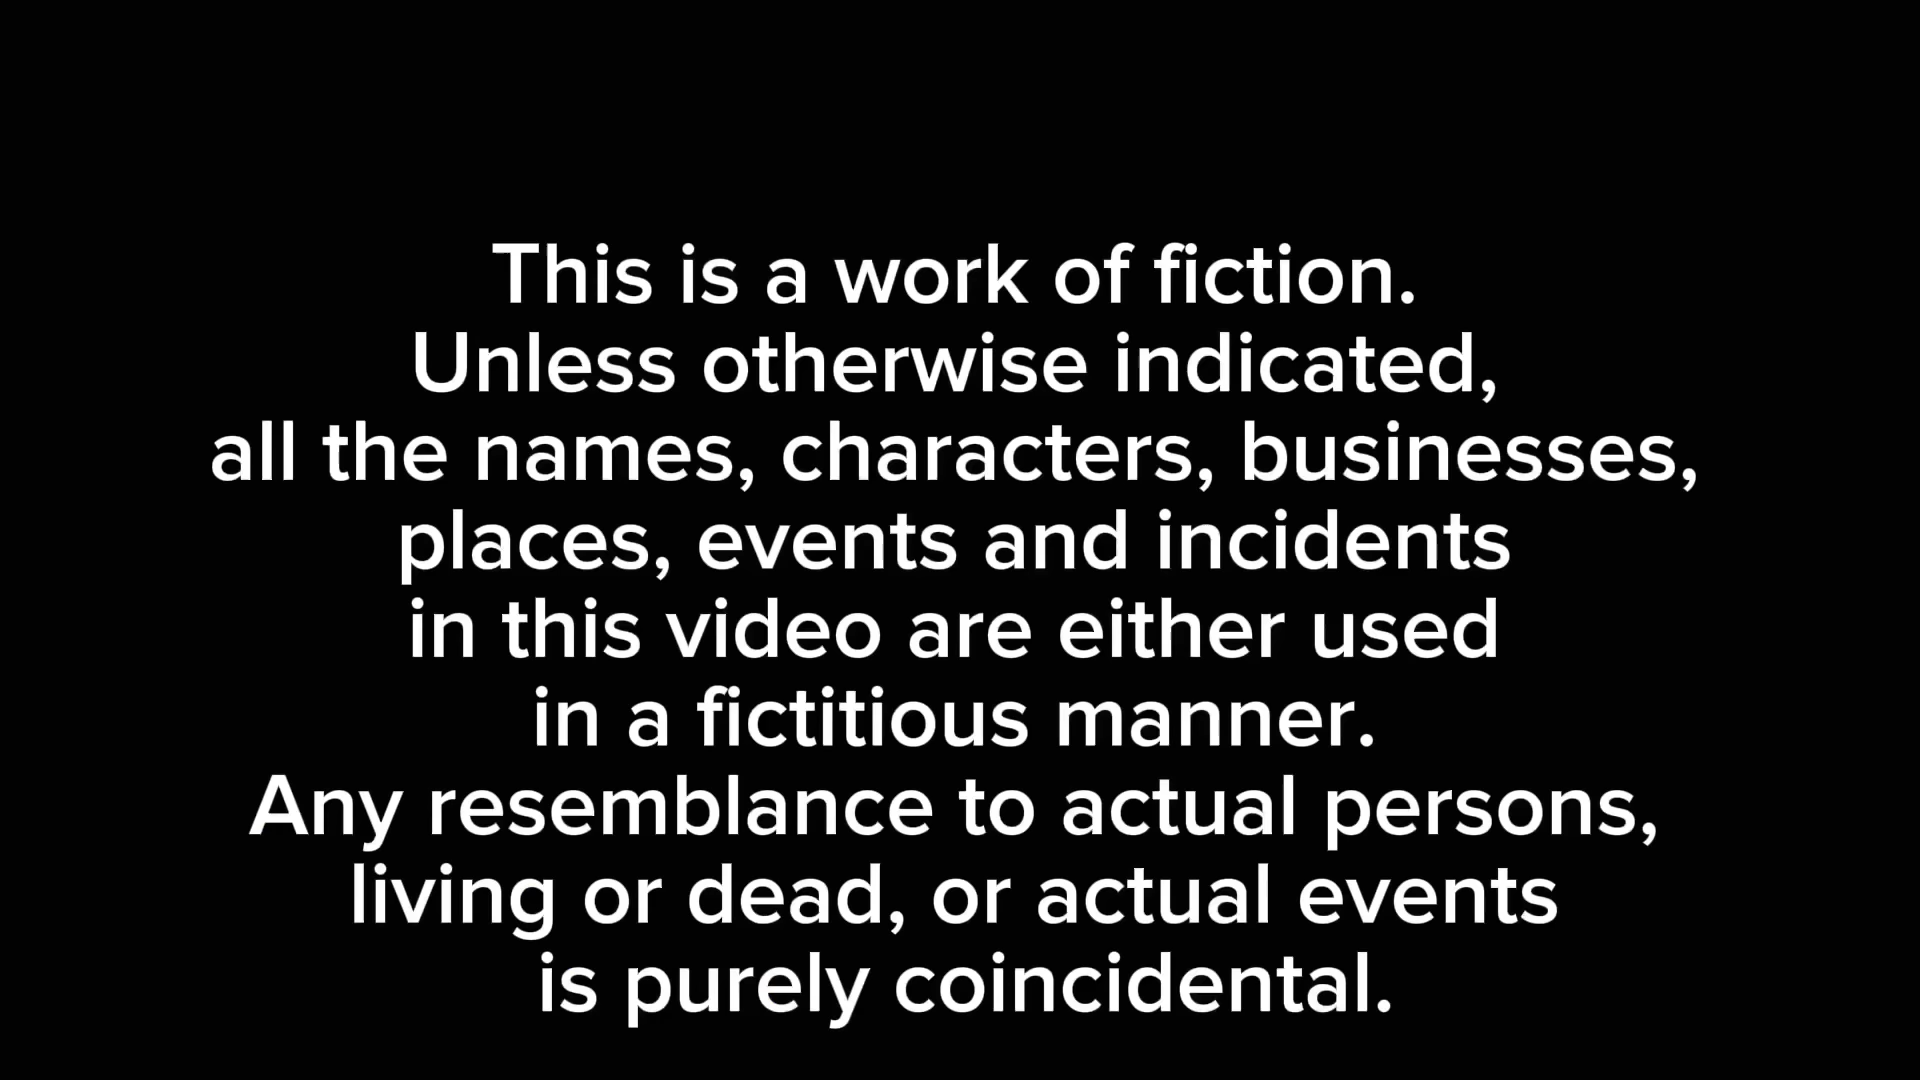 This is a work of fiction.
Unless otherwise indicated,
all the names, characters, businesses,
places, events and incidents
in this video are either used
in a fictitious manner.
Any resemblance to actual persons,
living or dead, or actual events
is purely coincidental.